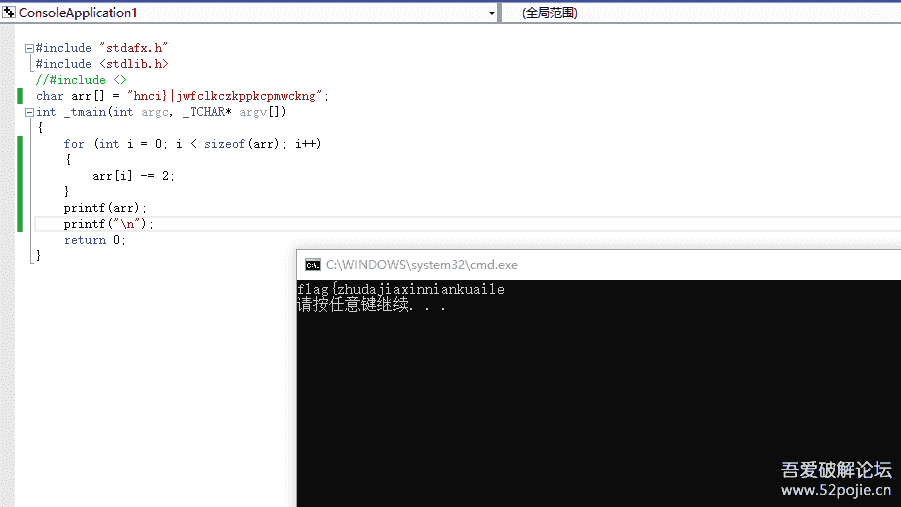 ConsoleApplication1
(全局范围)
#include "stdafx.h"
#include <stdlib.h>
//#include <>
char arr[] = "hnci}|jwfclkczkppkcpmwckng";
int _tmain(int argc, _TCHAR* argv[])
{
for (int i = 0; i < sizeof(arr); i++)
{
arr[i] -= 2;
}
printf(arr);
printf("\n");
return 0;
}
C:\WINDOWS\system32\cmd.exe
flag{zhudajiaxinniankuaile
请按任意键继续. . .
吾爱破解论坛
www.52pojie.cn